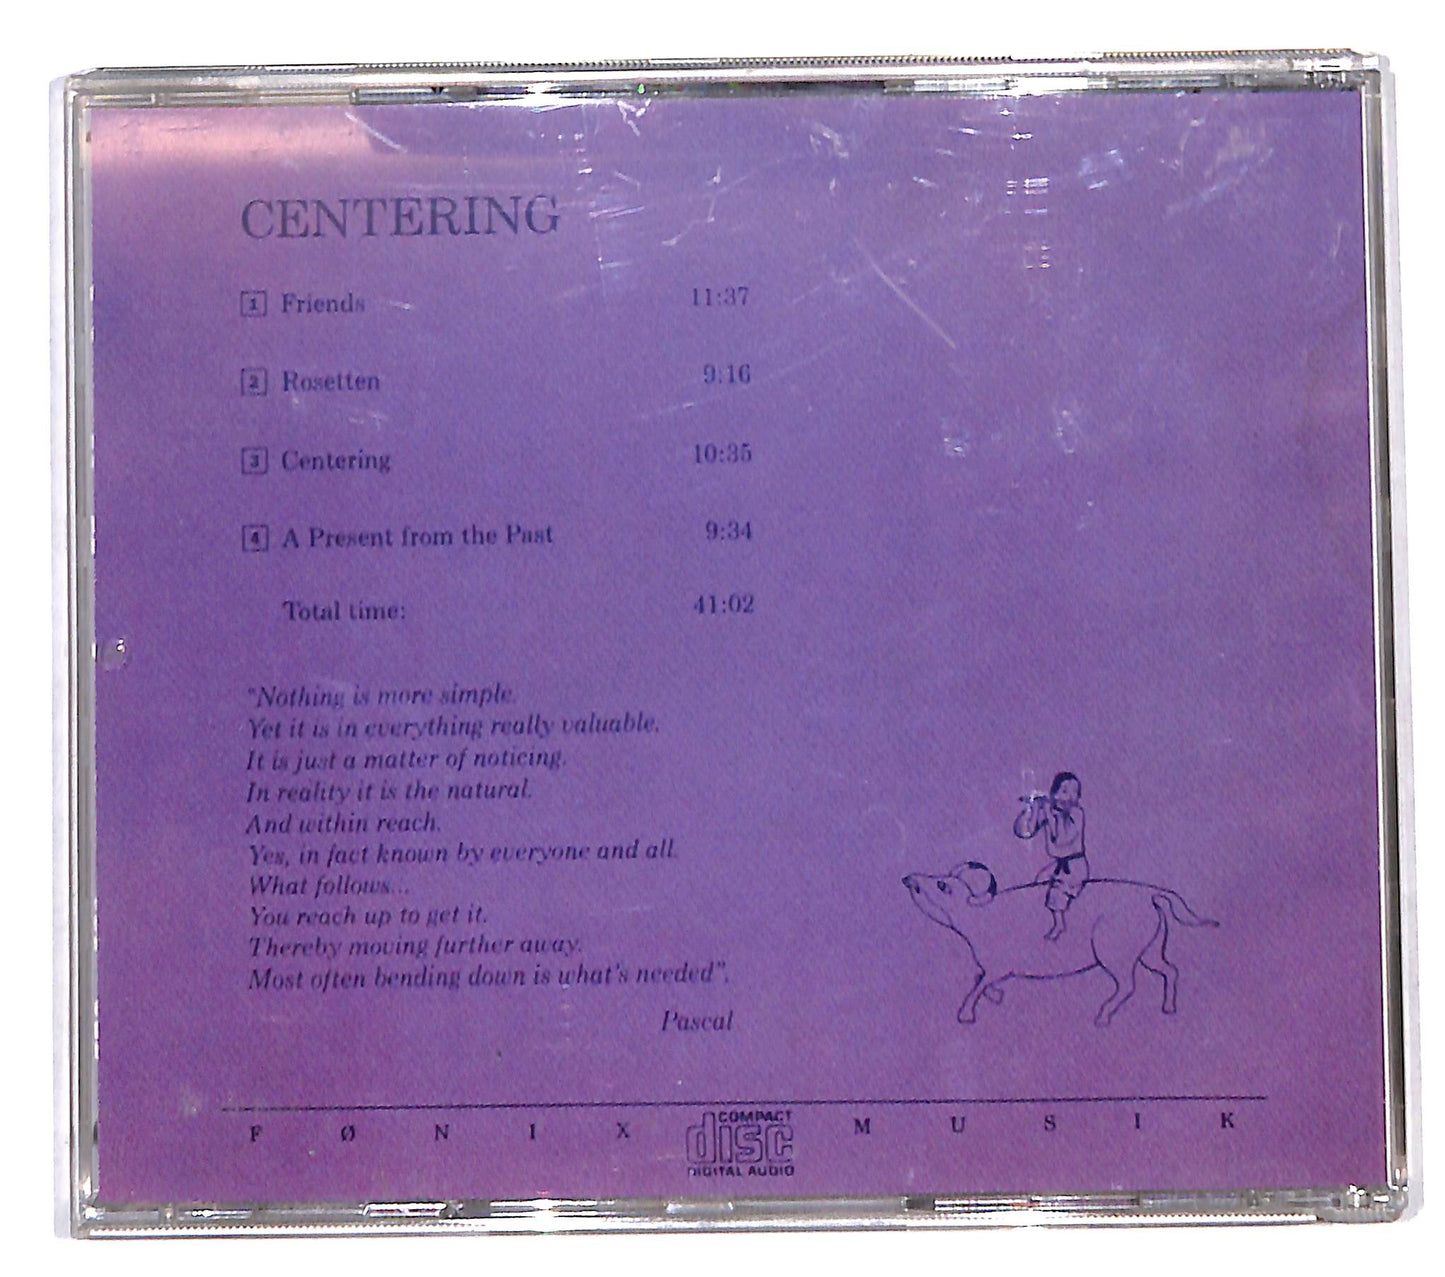 CENTERING
1 Friends 11:37
2 Rosetten 9:16
3 Centering 10:35
4 A Present from the Past 9:34
Total time: 41:02
"Nothing is more simple.
Yet it is in everything really valuable.
It is just a matter of noticing.
In reality it is the natural.
And within reach.
Yes, in fact known by everyone and all.
What follows...
You reach up to get it.
Thereby moving further away.
Most often bending down is what's needed".
Pascal
FØNIX MUSIK
COMPACT
disc
DIGITAL AUDIO